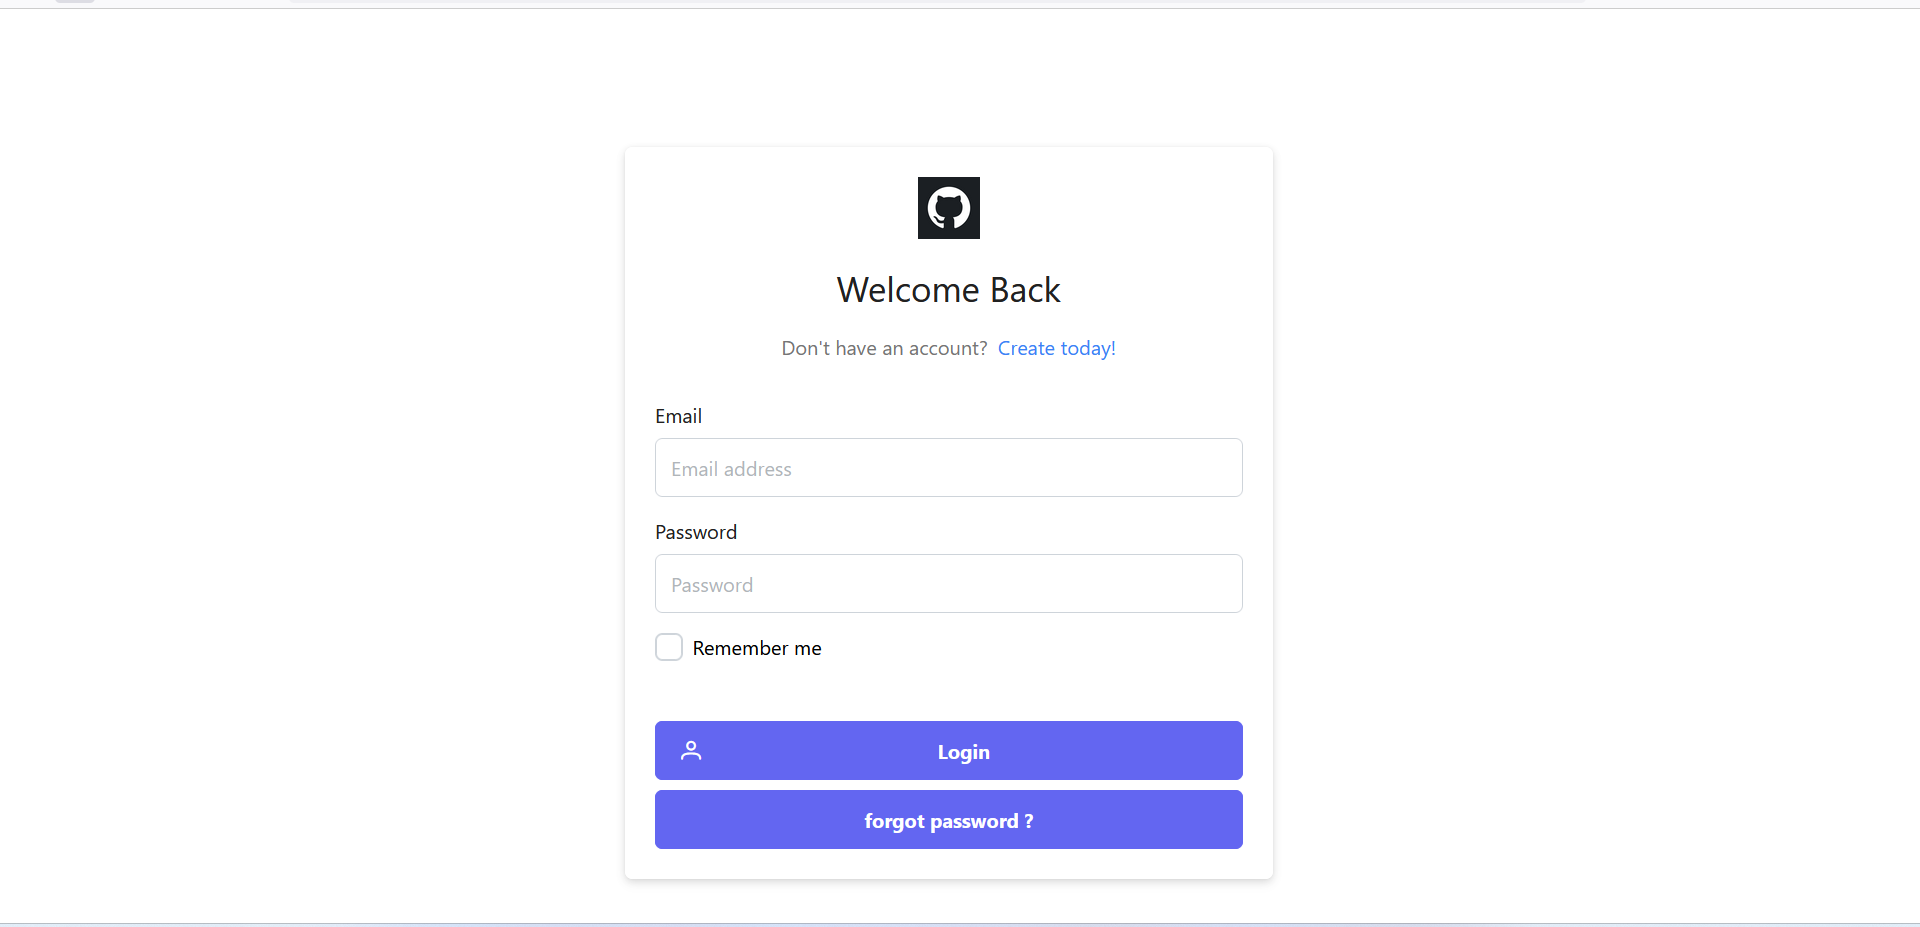 Welcome Back
Don't have an account? Create today!
Email
Email address
Password
Password
Remember me
Login
forgot password ?